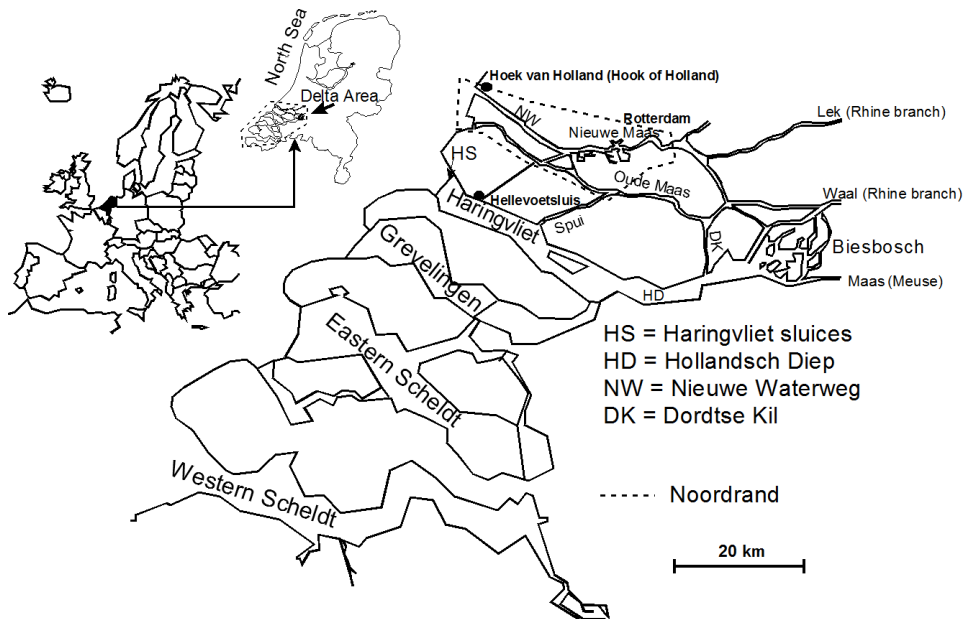 North Sea
Delta Area
Hoek van Holland (Hook of Holland)
NW
Rotterdam
Nieuwe Maas
Lek (Rhine branch)
HS
Oude Maas
Hellevoetsluis
Waal (Rhine branch)
Haringvliet
Spui
DK
Biesbosch
Grevelingen
HD
Maas (Meuse)
Eastern Scheldt
HS = Haringvliet sluices
HD = Hollandsch Diep
NW = Nieuwe Waterweg
DK = Dordtse Kil
Western Scheldt
Noordrand
20 km